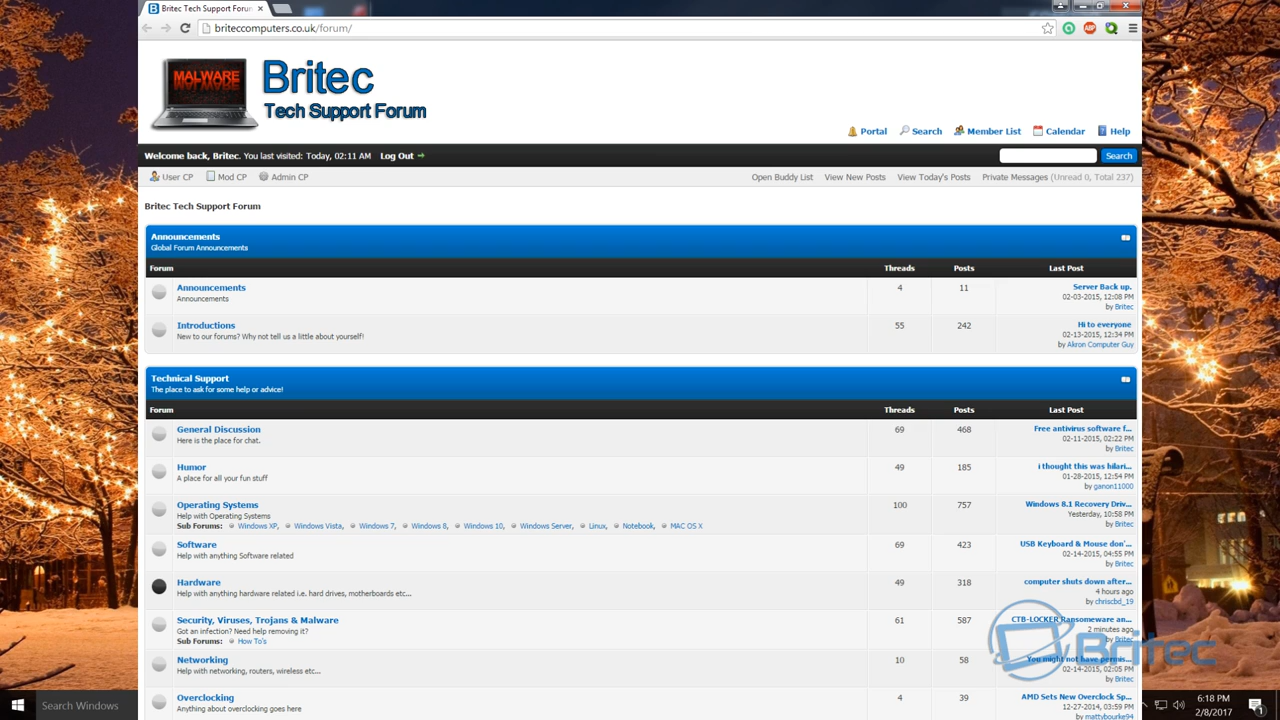 Britec Tech Support Forum
briteccomputers.co.uk/forum/
MALWARE
Britec
Tech Support Forum
Portal Search Member List Calendar Help
Welcome back, Britec. You last visited: Today, 02:11 AM Log Out
Search
User CP Mod CP Admin CP Open Buddy List View New Posts View Today's Posts Private Messages (Unread 0, Total 237)
Britec Tech Support Forum
Announcements
Global Forum Announcements
Forum Threads Posts Last Post
Announcements 4 11 Server Back up.
Announcements 02-03-2015, 12:08 PM
by Britec
Introductions 55 242 Hi to everyone
New to our forums? Why not tell us a little about yourself! 02-13-2015, 12:34 PM
by Akron Computer Guy
Technical Support
The place to ask for some help or advice!
Forum Threads Posts Last Post
General Discussion 69 468 Free antivirus software f...
Here is the place for chat. 02-11-2015, 02:22 PM
by Britec
Humor 49 185 i thought this was hilari...
A place for all your fun stuff 01-28-2015, 12:54 PM
by ganon11000
Operating Systems 100 757 Windows 8.1 Recovery Driv...
Help with Operating Systems Yesterday, 10:58 PM
Sub Forums: Windows XP, Windows Vista, Windows 7, Windows 8, Windows 10, Windows Server, Linux, Notebook, MAC OS X by Britec
Software 69 423 USB Keyboard & Mouse don'...
Help with anything Software related 02-14-2015, 04:55 PM
by Britec
Hardware 49 318 computer shuts down after...
Help with anything hardware related i.e. hard drives, motherboards etc... 4 hours ago
by chriscbd_19
Security, Viruses, Trojans & Malware 61 587 CTB-LOCKER Ransomeware an...
Got an infection? Need help removing it? 2 minutes ago
Sub Forums: How To's by Britec
Networking 10 58 You might not have permis...
Help with networking, routers, wireless etc... 02-14-2015, 02:05 PM
by Britec
Overclocking 4 39 AMD Sets New Overclock Sp...
Anything about overclocking goes here 12-27-2014, 03:59 PM
by mattybourke94
Britec
Search Windows
6:18 PM
2/8/2017